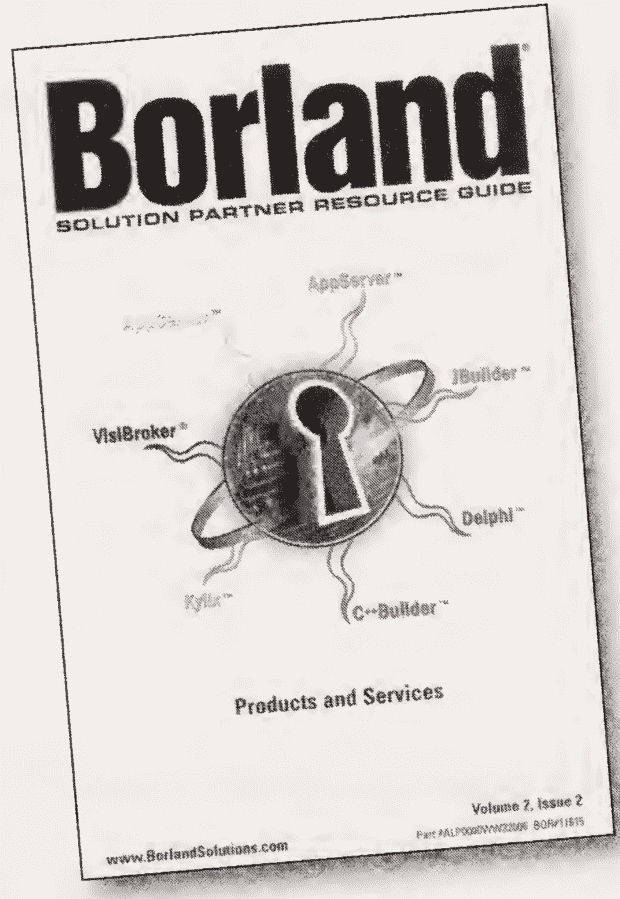 Borland®
SOLUTION PARTNER RESOURCE GUIDE
AppServer™
AppServer™
JBuilder™
VisiBroker®
Delphi™
Kylix™
C++Builder™
Products and Services
Volume 2, Issue 2
www.BorlandSolutions.com